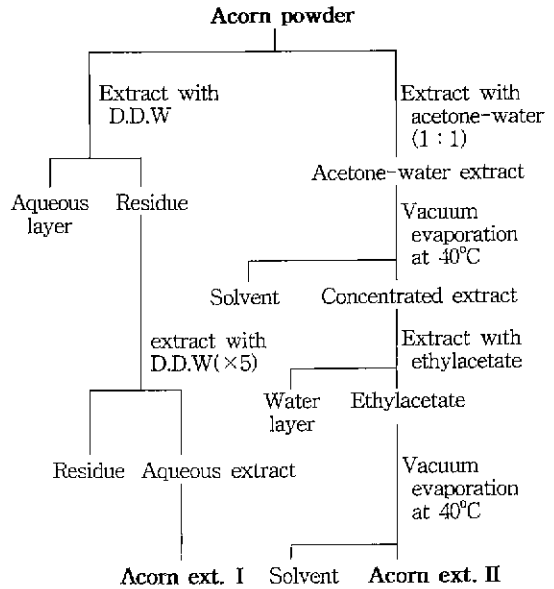 Acorn powder
Extract with
D.D.W
Extract with
acetone-water
(1 : 1)
Acetone-water extract
Aqueous
layer
Residue
Vacuum
evaporation
at 40°C
Solvent
Concentrated extract
extract with
D.D.W(×5)
Extract with
ethylacetate
Water
layer
Ethylacetate
Residue
Aqueous extract
Vacuum
evaporation
at 40°C
Acorn ext. I
Solvent
Acorn ext. II